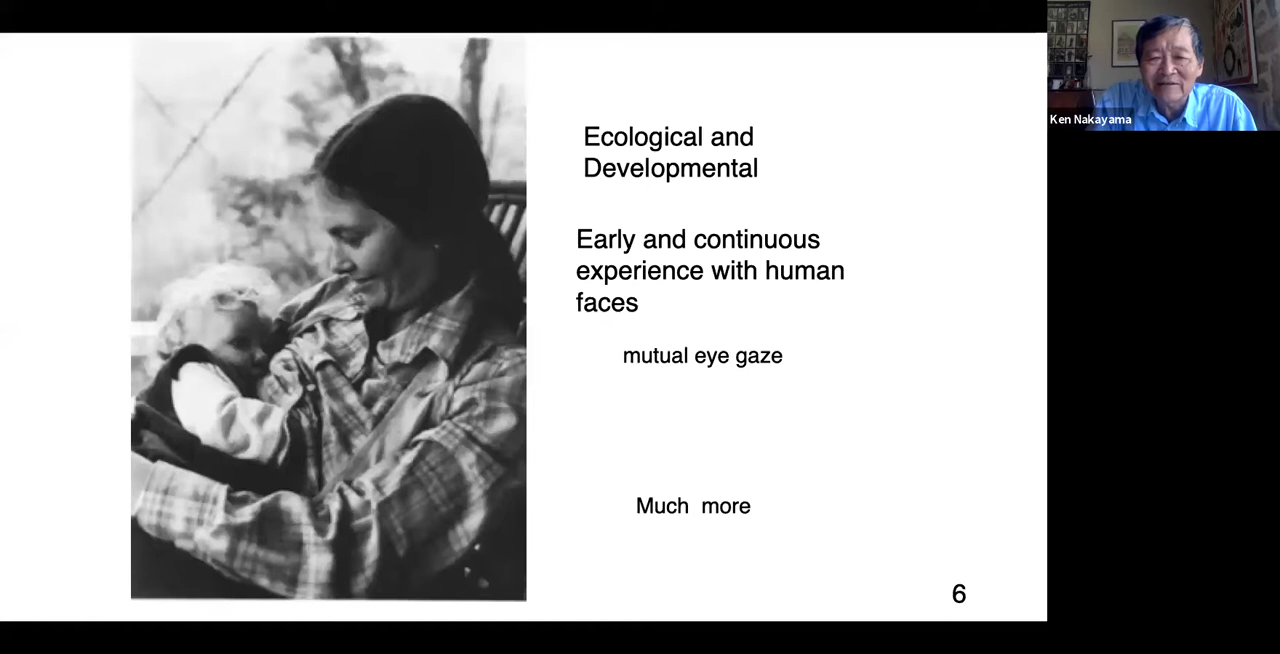 Ecological and
Developmental
Early and continuous
experience with human
faces
mutual eye gaze
Much more
6
Ken Nakayama